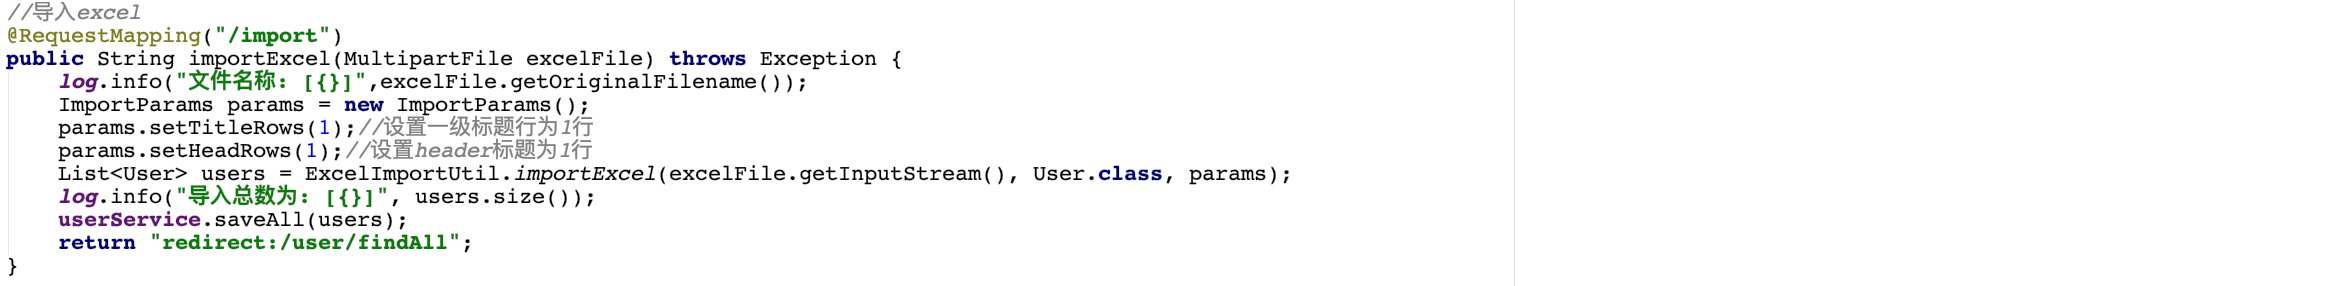 //导入excel
@RequestMapping("/import")
public String importExcel(MultipartFile excelFile) throws Exception {
    log.info("文件名称: [{}]",excelFile.getOriginalFilename());
    ImportParams params = new ImportParams();
    params.setTitleRows(1);//设置一级标题行为1行
    params.setHeadRows(1);//设置header标题为1行
    List<User> users = ExcelImportUtil.importExcel(excelFile.getInputStream(), User.class, params);
    log.info("导入总数为: [{}]", users.size());
    userService.saveAll(users);
    return "redirect:/user/findAll";
}